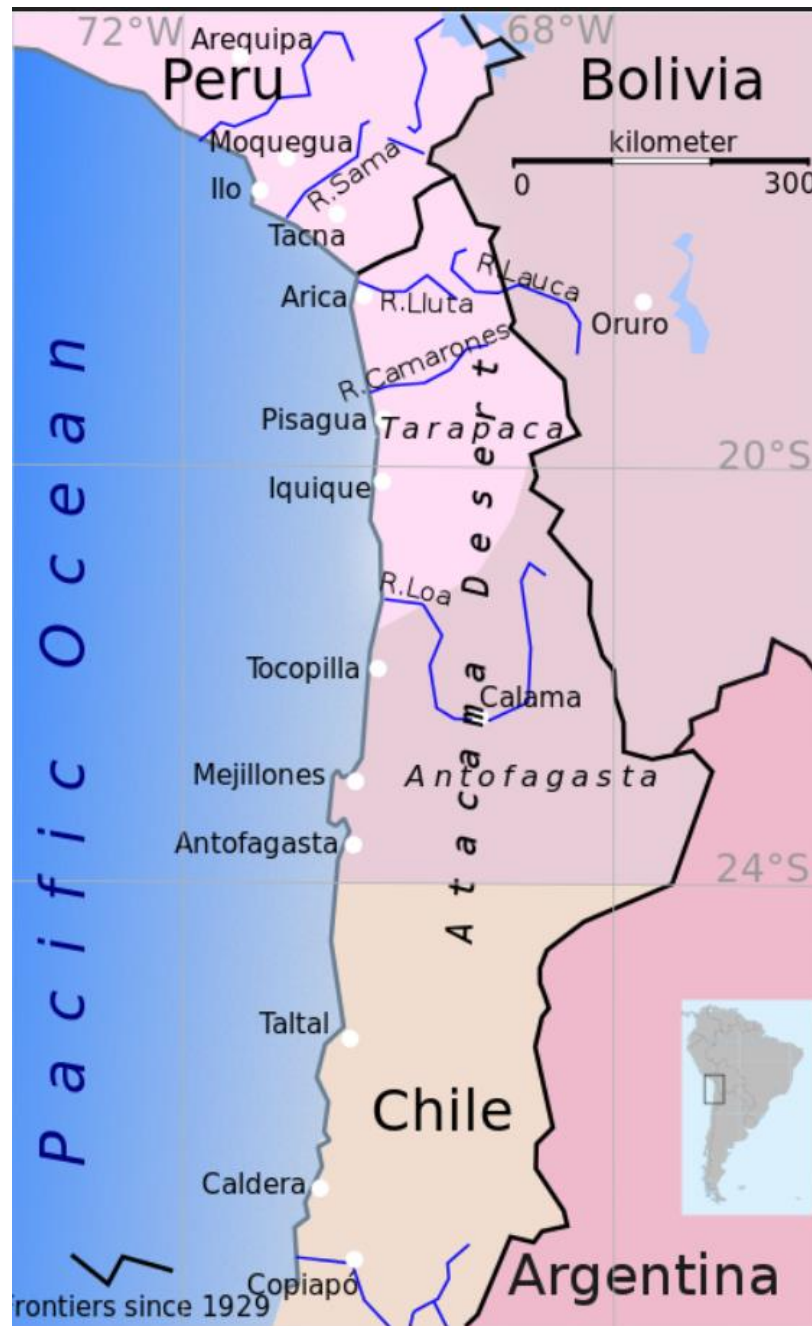 72°W
68°W
Arequipa
Peru
Bolivia
kilometer
0
300
Moquegua
Ilo
R.Sama
Tacna
R.Lauca
Arica
R.Lluta
Oruro
R.Camarones
Pisagua
Tarapaca
20°S
Iquique
Atacama Desert
R.Loa
Pacific Ocean
Tocopilla
Calama
Mejillones
Antofagasta
Antofagasta
24°S
Taltal
Chile
Caldera
Copiapó
Argentina
rontiers since 1929